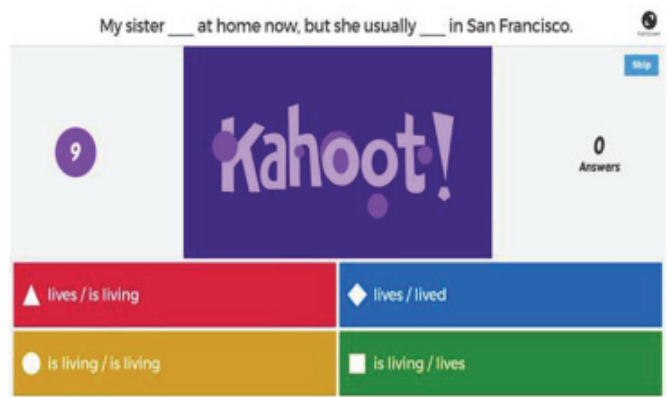 My sister ___ at home now, but she usually ___ in San Francisco.
Skip
9
Kahoot!
0
Answers
lives / is living
lives / lived
is living / is living
is living / lives